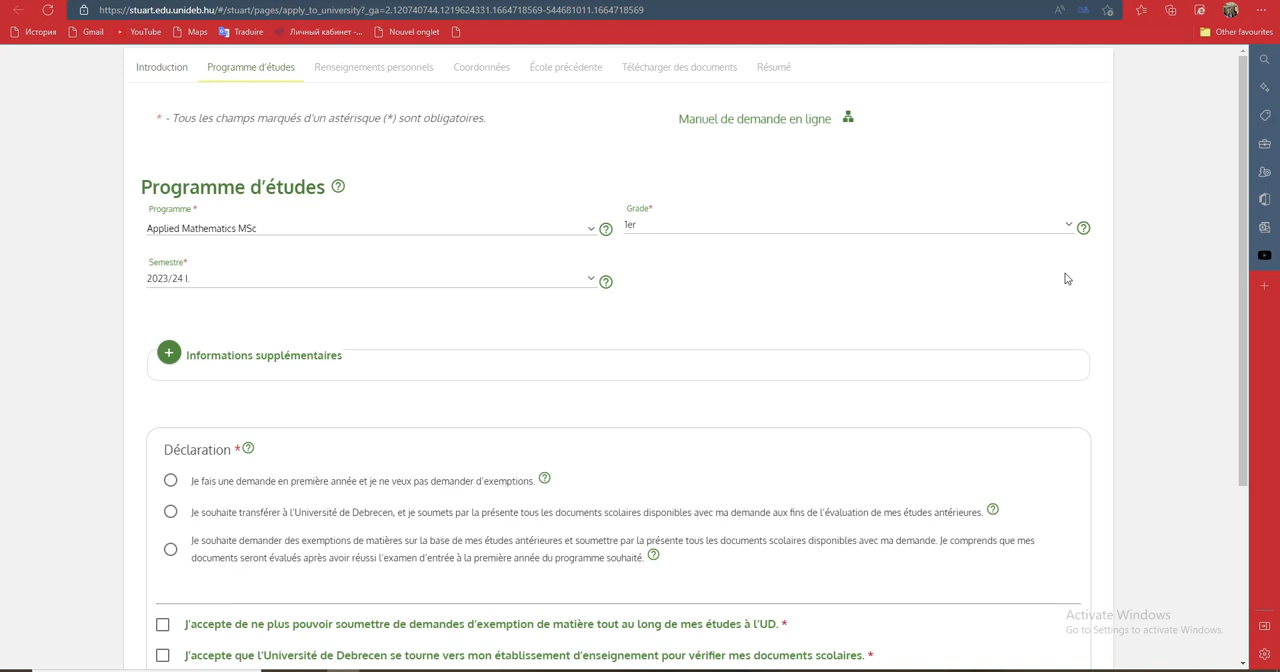 https://stuart.edu.unideb.hu/#/stuart/pages/apply_to_university?_ga=2.120740744.1219624331.1664718569-544681011.1664718569
История Gmail YouTube Maps Traduire Личный кабинет -... Nouvel onglet Other favourites
Introduction Programme d'études Renseignements personnels Coordonnées École précédente Télécharger des documents Résumé
* - Tous les champs marqués d'un astérisque (*) sont obligatoires. Manuel de demande en ligne
Programme d'études
Programme * Grade*
Applied Mathematics MSc 1er
Semestre*
2023/24 I.
+ Informations supplémentaires
Déclaration *
Je fais une demande en première année et je ne veux pas demander d'exemptions.
Je souhaite transférer à l'Université de Debrecen, et je soumets par la présente tous les documents scolaires disponibles avec ma demande aux fins de l'évaluation de mes études antérieures.
Je souhaite demander des exemptions de matières sur la base de mes études antérieures et soumettre par la présente tous les documents scolaires disponibles avec ma demande. Je comprends que mes
documents seront évalués après avoir réussi l'examen d'entrée à la première année du programme souhaité.
J'accepte de ne plus pouvoir soumettre de demandes d'exemption de matière tout au long de mes études à l'UD. *
J'accepte que l'Université de Debrecen se tourne vers mon établissement d'enseignement pour vérifier mes documents scolaires. *
Activate Windows
Go to Settings to activate Windows.